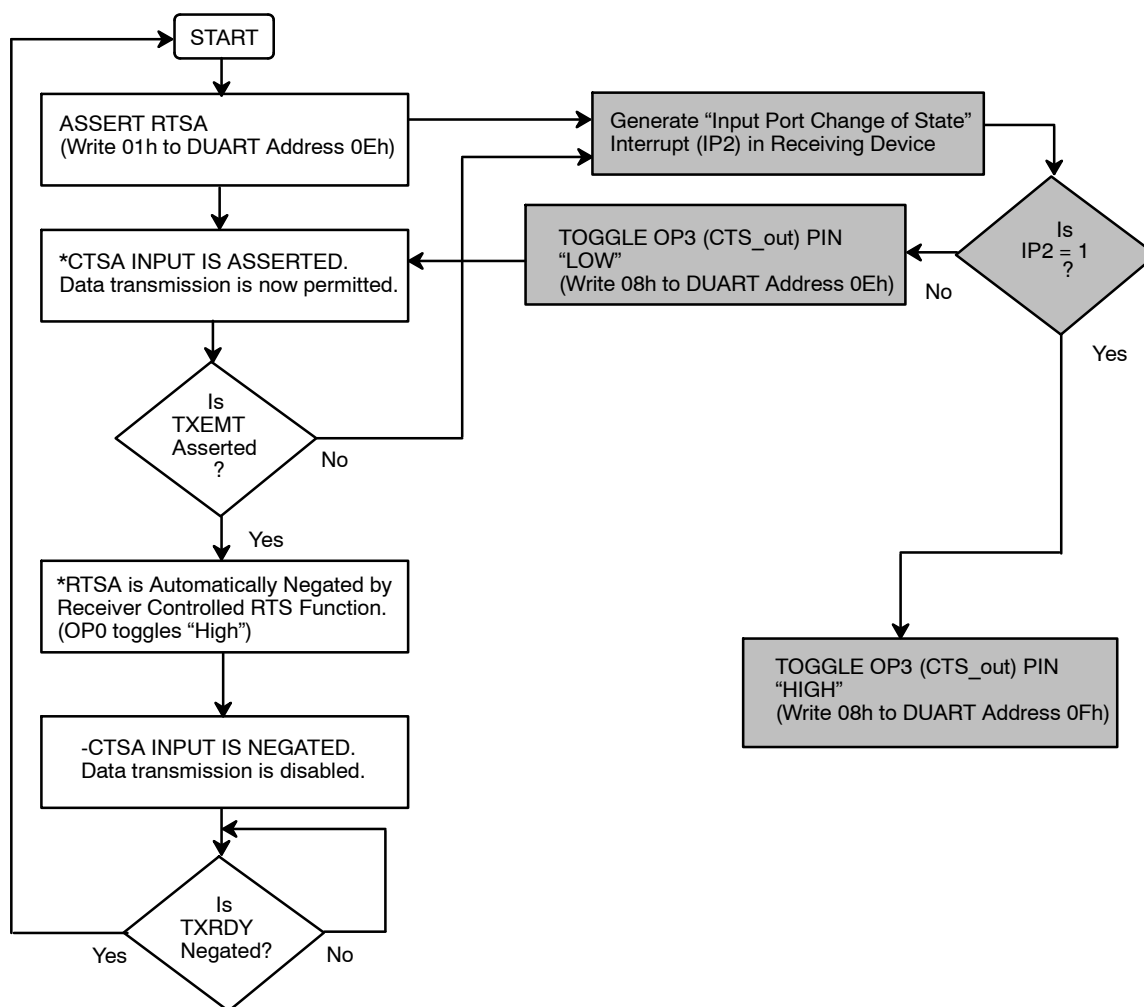 START
ASSERT RTSA
(Write 01h to DUART Address 0Eh)
Generate “Input Port Change of State”
Interrupt (IP2) in Receiving Device
Is
IP2 = 1
?
No
Yes
TOGGLE OP3 (CTS_out) PIN
“LOW”
(Write 08h to DUART Address 0Eh)
*CTSA INPUT IS ASSERTED.
Data transmission is now permitted.
Is
TXEMT
Asserted
?
No
Yes
*RTSA is Automatically Negated by
Receiver Controlled RTS Function.
(OP0 toggles “High”)
TOGGLE OP3 (CTS_out) PIN
“HIGH”
(Write 08h to DUART Address 0Fh)
-CTSA INPUT IS NEGATED.
Data transmission is disabled.
Is
TXRDY
Negated?
Yes
No